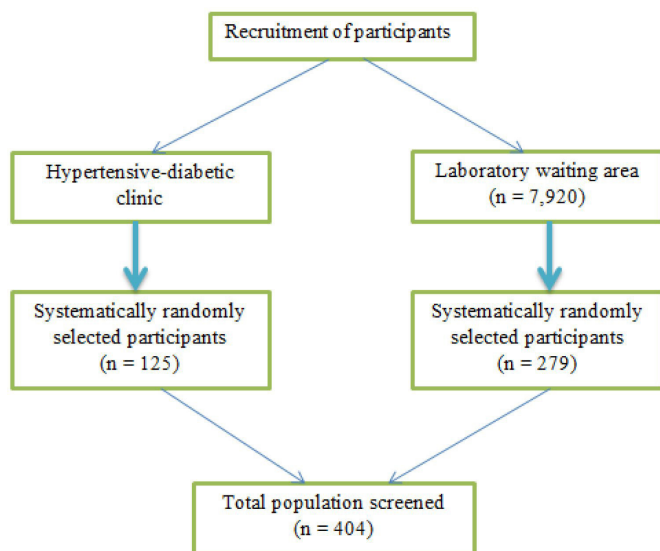 Recruitment of participants
Hypertensive-diabetic
clinic
Laboratory waiting area
(n = 7,920)
Systematically randomly
selected participants
(n = 125)
Systematically randomly
selected participants
(n = 279)
Total population screened
(n = 404)